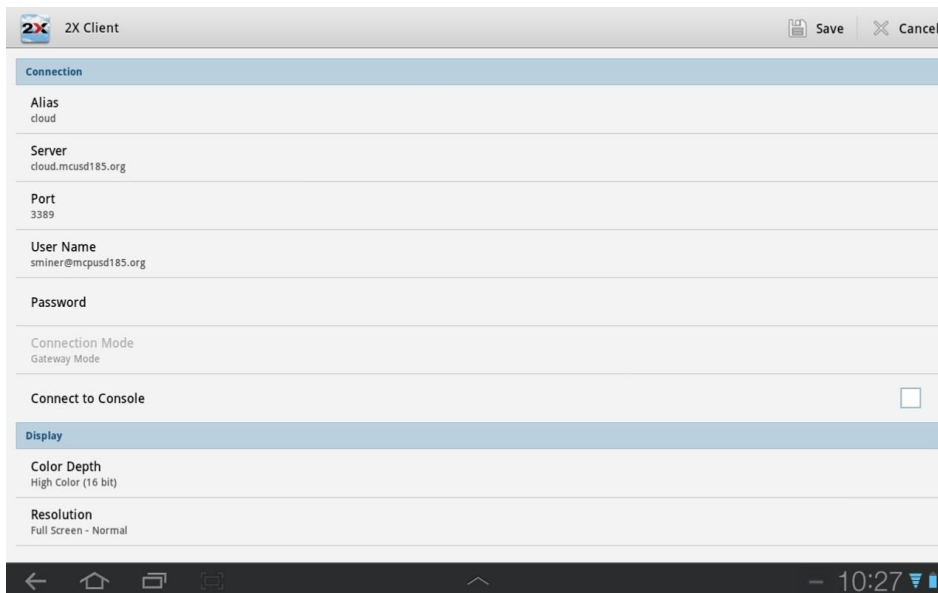 2X 2X Client Save Cancel
Connection
Alias
cloud
Server
cloud.mcusd185.org
Port
3389
User Name
sminer@mcpusd185.org
Password
Connection Mode
Gateway Mode
Connect to Console
Display
Color Depth
High Color (16 bit)
Resolution
Full Screen - Normal
10:27